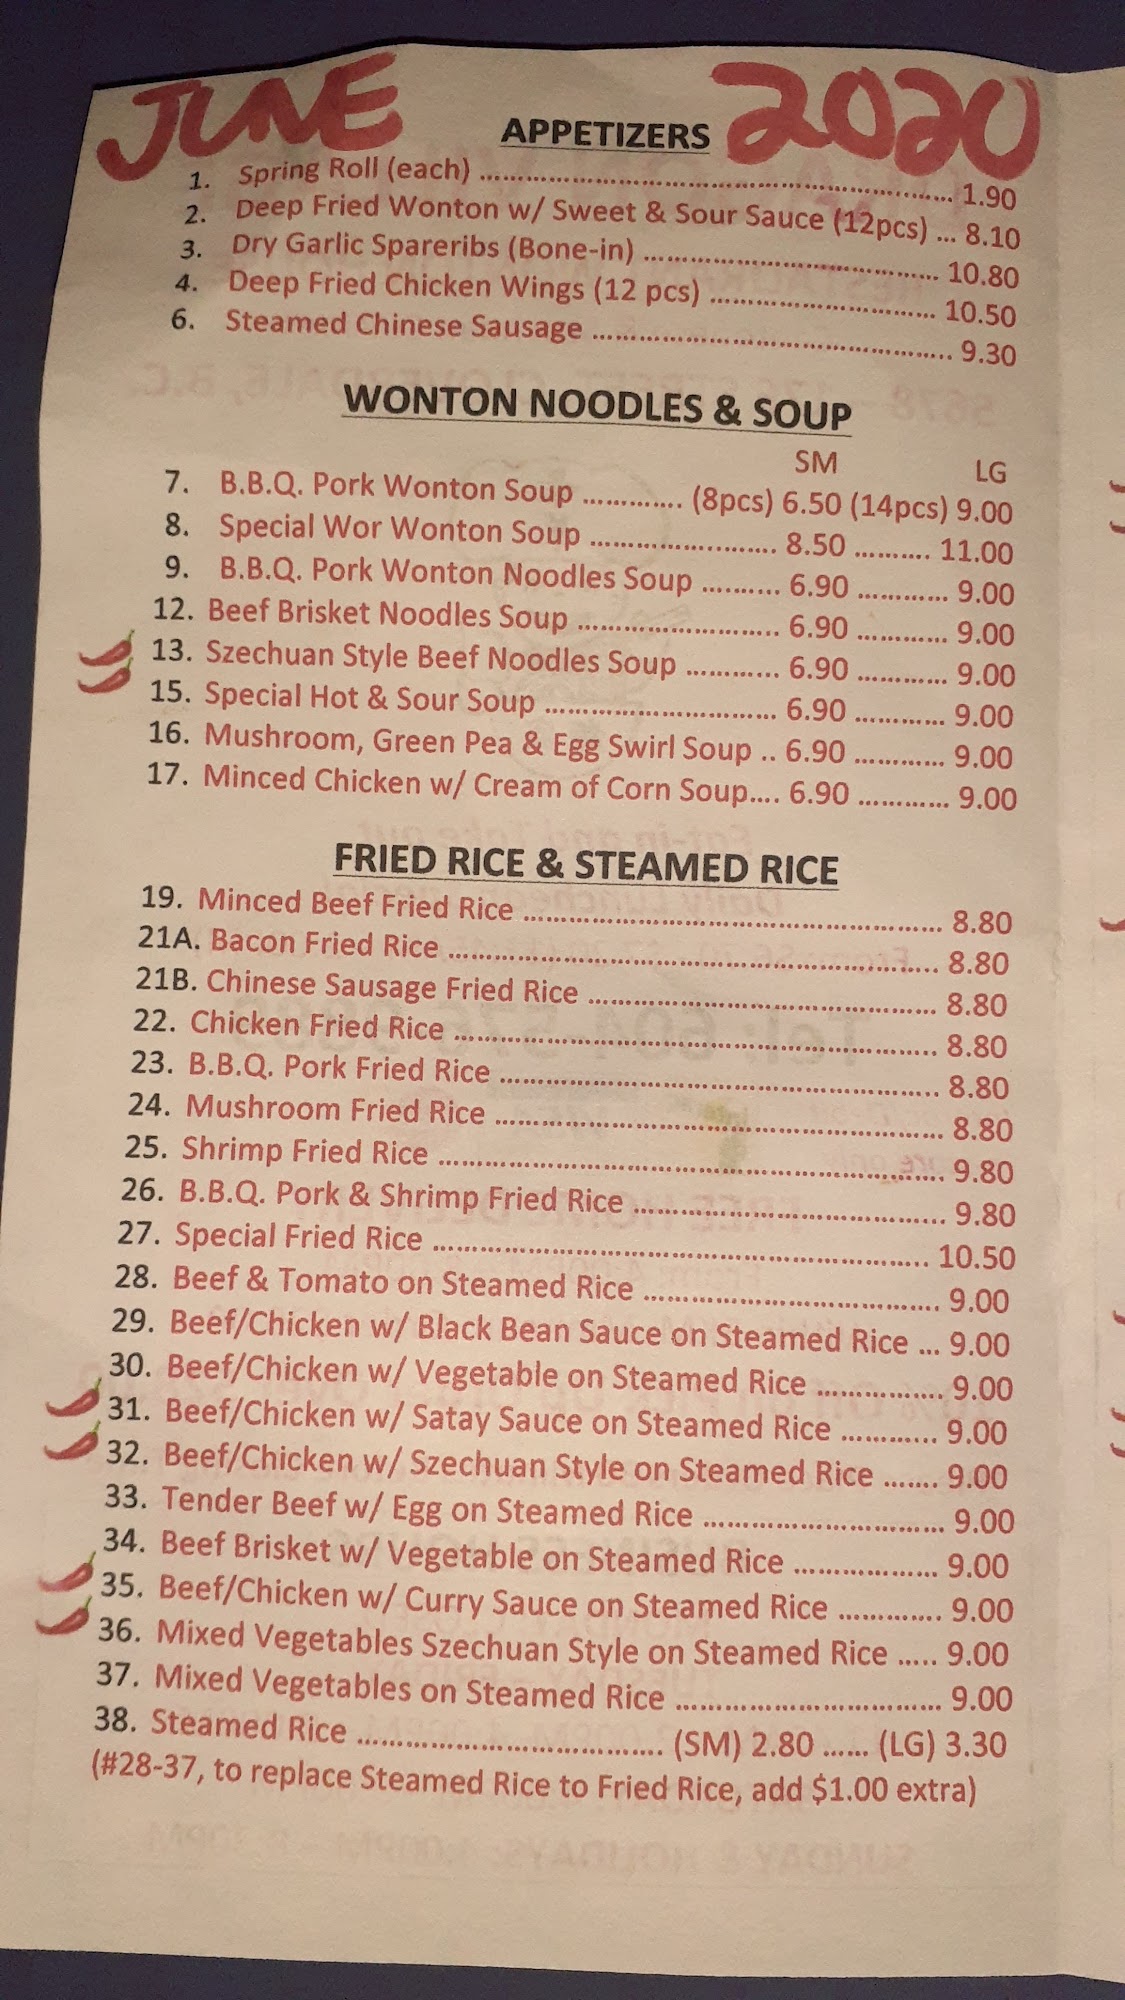 JUNE 2020
APPETIZERS
1. Spring Roll (each) ........ 1.90
2. Deep Fried Wonton w/ Sweet & Sour Sauce (12pcs) ... 8.10
3. Dry Garlic Spareribs (Bone-in) ........ 10.80
4. Deep Fried Chicken Wings (12 pcs) ........ 10.50
6. Steamed Chinese Sausage ........ 9.30
WONTON NOODLES & SOUP
SM LG
7. B.B.Q. Pork Wonton Soup ............. (8pcs) 6.50 (14pcs) 9.00
8. Special Wor Wonton Soup ........ 8.50 .......... 11.00
9. B.B.Q. Pork Wonton Noodles Soup .......... 6.90 ............ 9.00
12. Beef Brisket Noodles Soup ........ 6.90 ............ 9.00
13. Szechuan Style Beef Noodles Soup ............ 6.90 ............ 9.00
15. Special Hot & Sour Soup ........ 6.90 ............ 9.00
16. Mushroom, Green Pea & Egg Swirl Soup .. 6.90 ............ 9.00
17. Minced Chicken w/ Cream of Corn Soup.... 6.90 ............ 9.00
FRIED RICE & STEAMED RICE
19. Minced Beef Fried Rice ........ 8.80
21A. Bacon Fried Rice ........ 8.80
21B. Chinese Sausage Fried Rice ........ 8.80
22. Chicken Fried Rice ........ 8.80
23. B.B.Q. Pork Fried Rice ........ 8.80
24. Mushroom Fried Rice ........ 8.80
25. Shrimp Fried Rice ........ 9.80
26. B.B.Q. Pork & Shrimp Fried Rice ........ 9.80
27. Special Fried Rice ........ 10.50
28. Beef & Tomato on Steamed Rice ........ 9.00
29. Beef/Chicken w/ Black Bean Sauce on Steamed Rice ... 9.00
30. Beef/Chicken w/ Vegetable on Steamed Rice ........ 9.00
31. Beef/Chicken w/ Satay Sauce on Steamed Rice ............ 9.00
32. Beef/Chicken w/ Szechuan Style on Steamed Rice ....... 9.00
33. Tender Beef w/ Egg on Steamed Rice ........ 9.00
34. Beef Brisket w/ Vegetable on Steamed Rice ........ 9.00
35. Beef/Chicken w/ Curry Sauce on Steamed Rice ............. 9.00
36. Mixed Vegetables Szechuan Style on Steamed Rice ..... 9.00
37. Mixed Vegetables on Steamed Rice ........ 9.00
38. Steamed Rice ........ (SM) 2.80 ...... (LG) 3.30
(#28-37, to replace Steamed Rice to Fried Rice, add $1.00 extra)